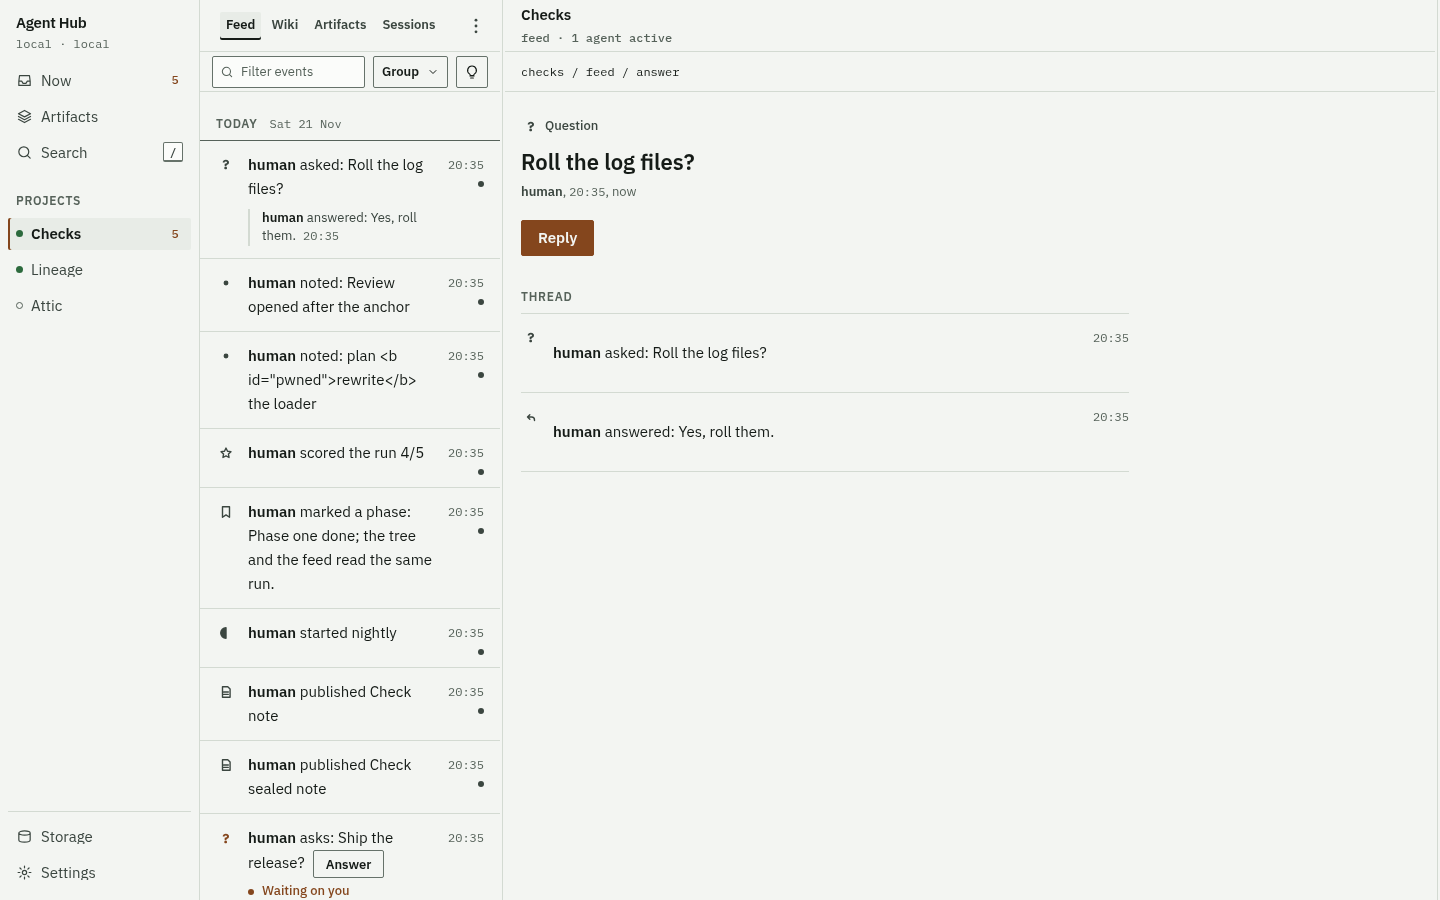 Agent Hub
local · local
Now 5
Artifacts
Search /
PROJECTS
Checks 5
Lineage
Attic
Storage
Settings
Feed Wiki Artifacts Sessions
Filter events Group
TODAY Sat 21 Nov
? human asked: Roll the log 20:35
files?
human answered: Yes, roll
them. 20:35
human noted: Review 20:35
opened after the anchor
human noted: plan <b 20:35
id="pwned">rewrite</b>
the loader
human scored the run 4/5 20:35
human marked a phase: 20:35
Phase one done; the tree
and the feed read the same
run.
human started nightly 20:35
human published Check 20:35
note
human published Check 20:35
sealed note
? human asks: Ship the 20:35
release? Answer
Waiting on you
Checks
feed · 1 agent active
checks / feed / answer
? Question
Roll the log files?
human, 20:35, now
Reply
THREAD
? 20:35
human asked: Roll the log files?
20:35
human answered: Yes, roll them.